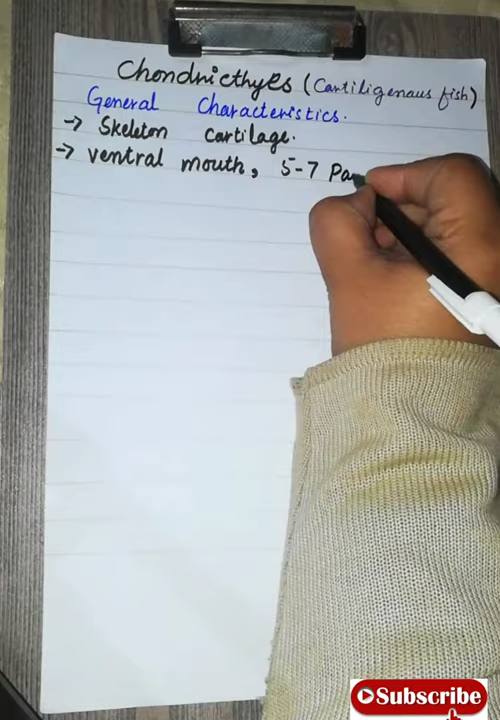 Chondricthyes (Cartiligenaus fish)
General Characteristics.
→ Skeleton cartilage.
→ ventral mouth, 5-7 Pa
Subscribe